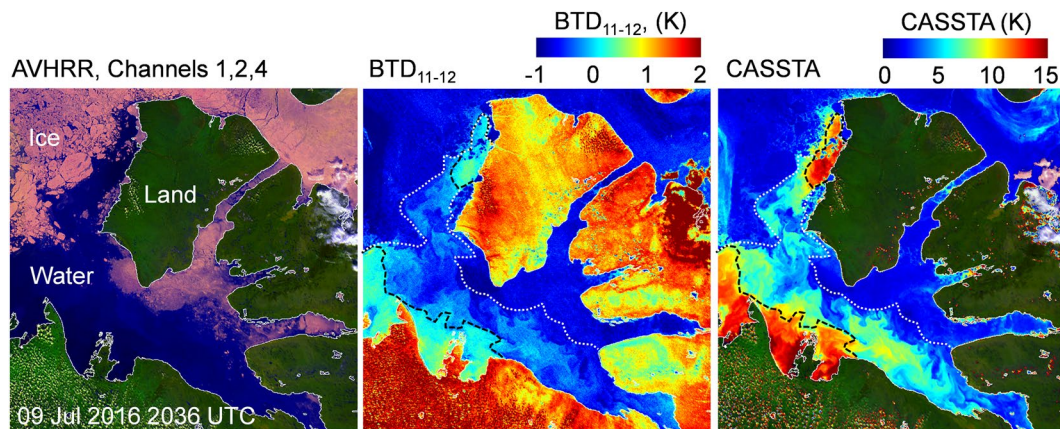 BTD11-12, (K)
CASSTA (K)
AVHRR, Channels 1,2,4
BTD11-12
-1 0 1 2
CASSTA
0 5 10 15
Ice
Land
Water
09 Jul 2016 2036 UTC